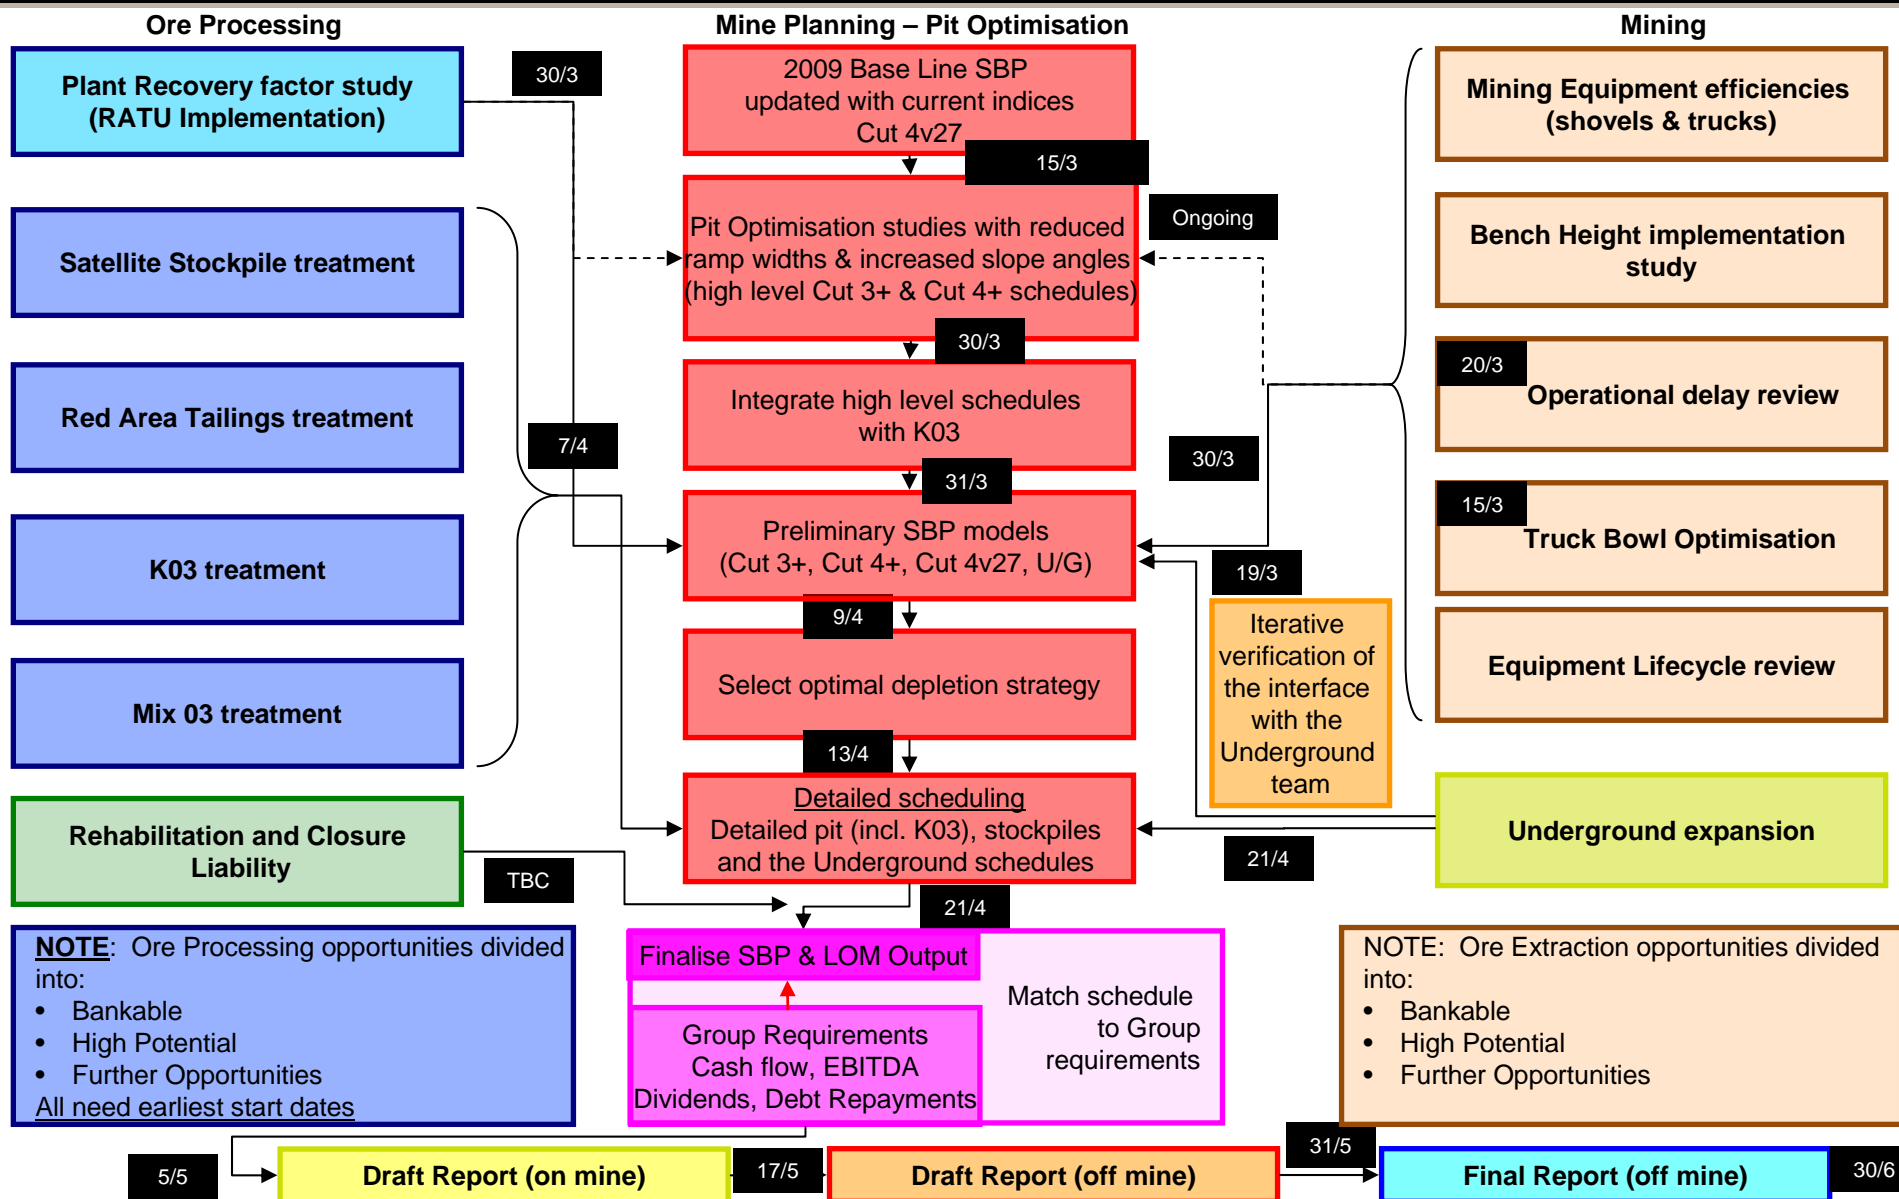 Ore Processing
Mine Planning – Pit Optimisation
Mining
Plant Recovery factor study
(RATU Implementation)
30/3
2009 Base Line SBP
updated with current indices
Cut 4v27
15/3
Mining Equipment efficiencies
(shovels & trucks)
Satellite Stockpile treatment
Pit Optimisation studies with reduced
ramp widths & increased slope angles
(high level Cut 3+ & Cut 4+ schedules)
Ongoing
Bench Height implementation
study
30/3
Red Area Tailings treatment
7/4
Integrate high level schedules
with K03
30/3
20/3
Operational delay review
31/3
K03 treatment
Preliminary SBP models
(Cut 3+, Cut 4+, Cut 4v27, U/G)
19/3
15/3
Truck Bowl Optimisation
9/4
Mix 03 treatment
Select optimal depletion strategy
Iterative
verification of
the interface
with the
Underground
team
Equipment Lifecycle review
13/4
Rehabilitation and Closure
Liability
TBC
Detailed scheduling
Detailed pit (incl. K03), stockpiles
and the Underground schedules
21/4
Underground expansion
21/4
NOTE:  Ore Processing opportunities divided
into:
• Bankable
• High Potential
• Further Opportunities
All need earliest start dates
Finalise SBP & LOM Output
Group Requirements
Cash flow, EBITDA
Dividends, Debt Repayments
Match schedule
to Group
requirements
NOTE:  Ore Extraction opportunities divided
into:
• Bankable
• High Potential
• Further Opportunities
5/5
Draft Report (on mine)
17/5
Draft Report (off mine)
31/5
Final Report (off mine)
30/6